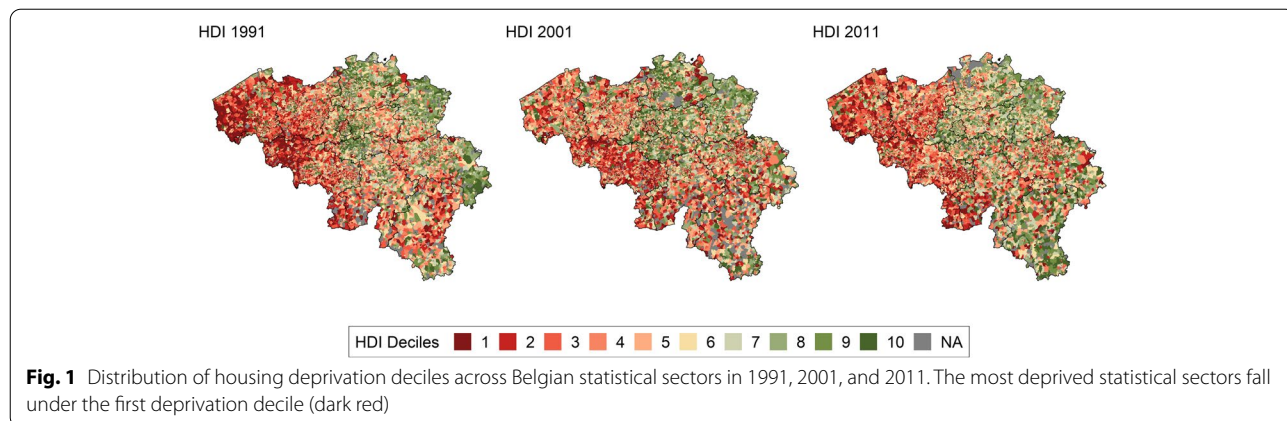 HDI 1991 HDI 2001 HDI 2011
HDI Deciles 1 2 3 4 5 6 7 8 9 10 NA
Fig. 1 Distribution of housing deprivation deciles across Belgian statistical sectors in 1991, 2001, and 2011. The most deprived statistical sectors fall
under the first deprivation decile (dark red)